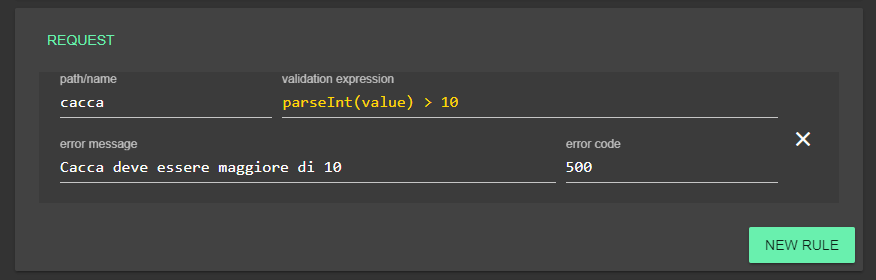 REQUEST
path/name validation expression
cacca parseInt(value) > 10
error message error code
Cacca deve essere maggiore di 10 500
NEW RULE